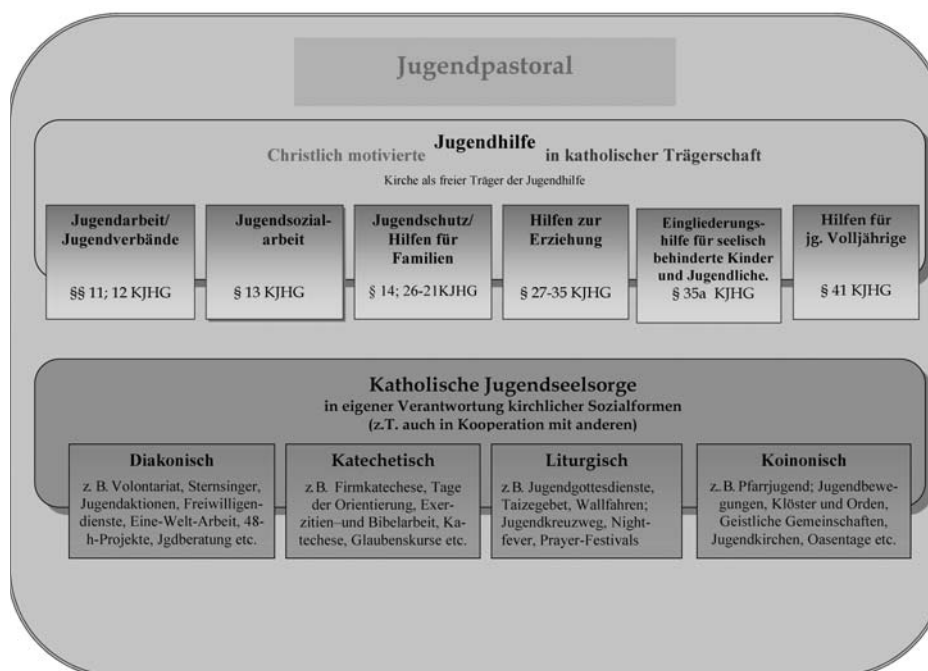 Jugendpastoral
Jugendhilfe
Christlich motivierte in katholischer Trägerschaft
Kirche als freier Träger der Jugendhilfe
Jugendarbeit/
Jugendverbände
§§ 11; 12 KJHG
Jugendsozial-
arbeit
§ 13 KJHG
Jugendschutz/
Hilfen für
Familien
§ 14; 26-21KJHG
Hilfen zur
Erziehung
§ 27-35 KJHG
Eingliederungs-
hilfe für seelisch
behinderte Kinder
und Jugendliche.
§ 35a KJHG
Hilfen für
jg. Volljährige
§ 41 KJHG
Katholische Jugendseelsorge
in eigener Verantwortung kirchlicher Sozialformen
(z.T. auch in Kooperation mit anderen)
Diakonisch
z. B. Volontariat, Sternsinger,
Jugendaktionen, Freiwilligen-
dienste, Eine-Welt-Arbeit, 48-
h-Projekte, Jgdberatung etc.
Katechetisch
z.B. Firmkatechese, Tage
der Orientierung, Exer-
zitien–und Bibelarbeit, Ka-
techese, Glaubenskurse etc.
Liturgisch
z.B. Jugendgottesdienste,
Taizegebet, Wallfahren;
Jugendkreuzweg, Night-
fever, Prayer-Festivals
Koinonisch
z..B. Pfarrjugend; Jugendbewe-
gungen, Klöster und Orden,
Geistliche Gemeinschaften,
Jugendkirchen, Oasentage etc.